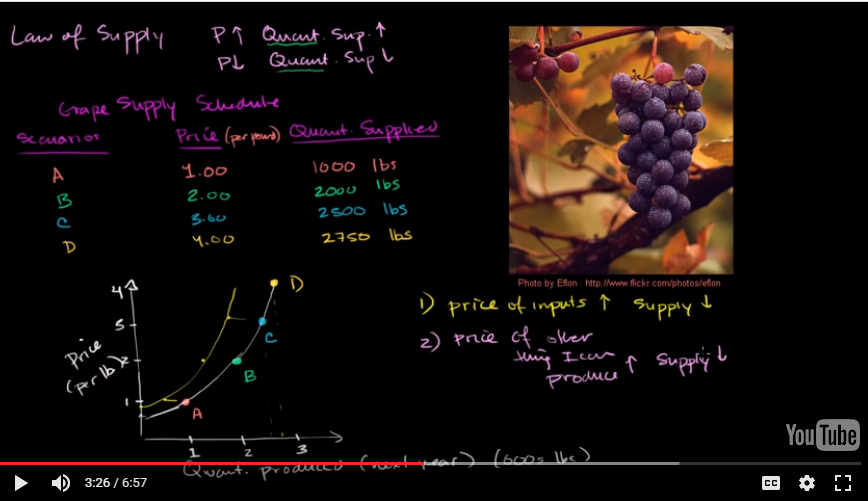 Law of Supply P↑ Quant. Sup. ↑
P↓ Quant. Sup ↓
Grape Supply Schedule
Scenarios Price (per pound) Quant. Supplied
A 1.00 1000 lbs
B 2.00 2000 lbs
C 3.00 2500 lbs
D 4.00 2750 lbs
Photo by Eflon : http://www.flickr.com/photos/eflon
1) price of inputs ↑ Supply ↓
2) price of other
thing I can
produce ↑ Supply ↓
4 D
3 C
Price
(per lb)
2 B
1 A
1 2 3
Quant. produced (next year) (1000s lbs)
YouTube
3:26 / 6:57
CC